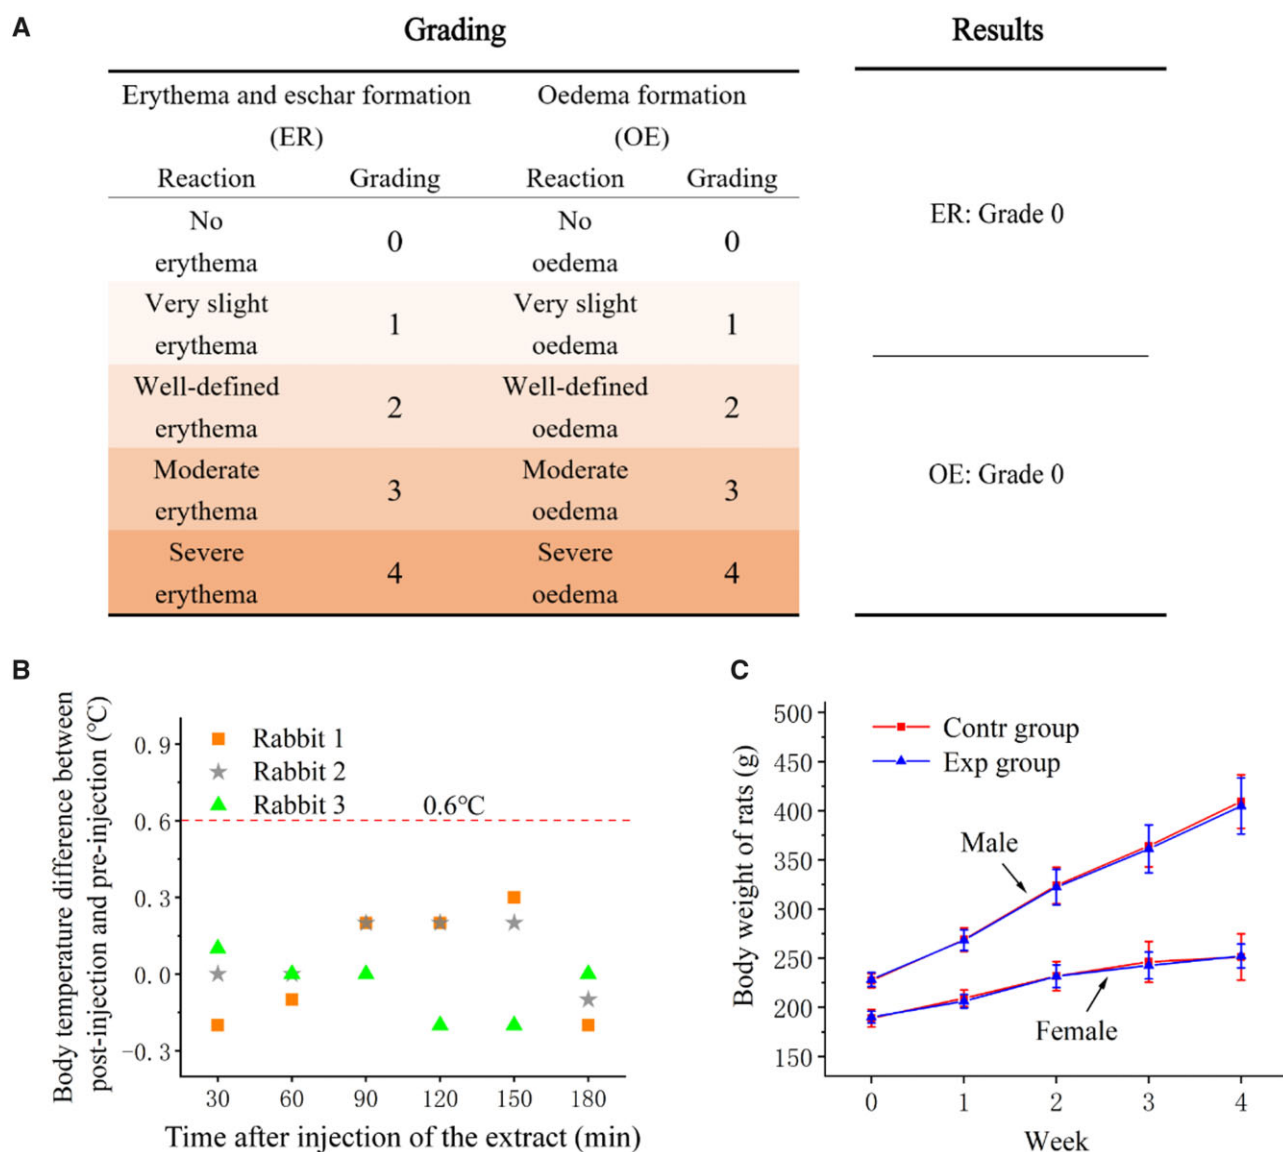 A
Grading
Results
Erythema and eschar formation
(ER)
Oedema formation
(OE)
Reaction Grading Reaction Grading
No
erythema
0
No
oedema
0
Very slight
erythema
1
Very slight
oedema
1
Well-defined
erythema
2
Well-defined
oedema
2
Moderate
erythema
3
Moderate
oedema
3
Severe
erythema
4
Severe
oedema
4
ER: Grade 0
OE: Grade 0
B
Body temperature difference between
post-injection and pre-injection (℃)
0.9
0.6
0.3
0.0
−0.3
Rabbit 1
Rabbit 2
Rabbit 3
0.6℃
30 60 90 120 150 180
Time after injection of the extract (min)
C
Body weight of rats (g)
500
450
400
350
300
250
200
150
Contr group
Exp group
Male
Female
0 1 2 3 4
Week